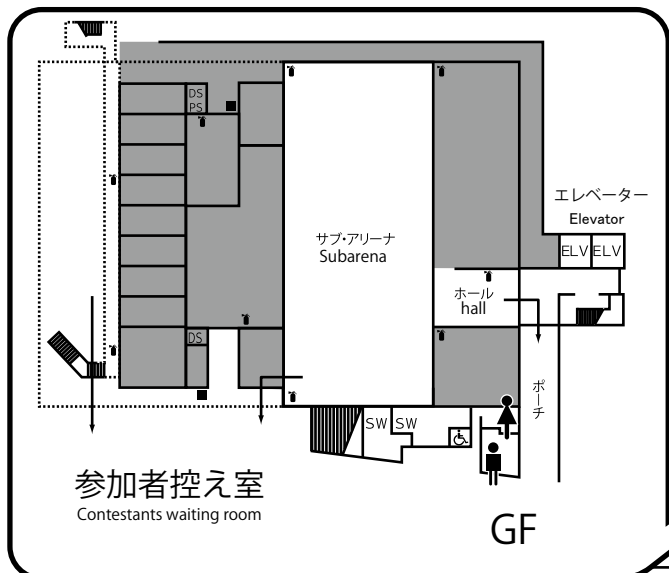 DS
PS
エレベーター
Elevator
ELV ELV
サブ・アリーナ
Subarena
ホール
hall
DS
ポーチ
SW SW
参加者控え室
Contestants waiting room
GF